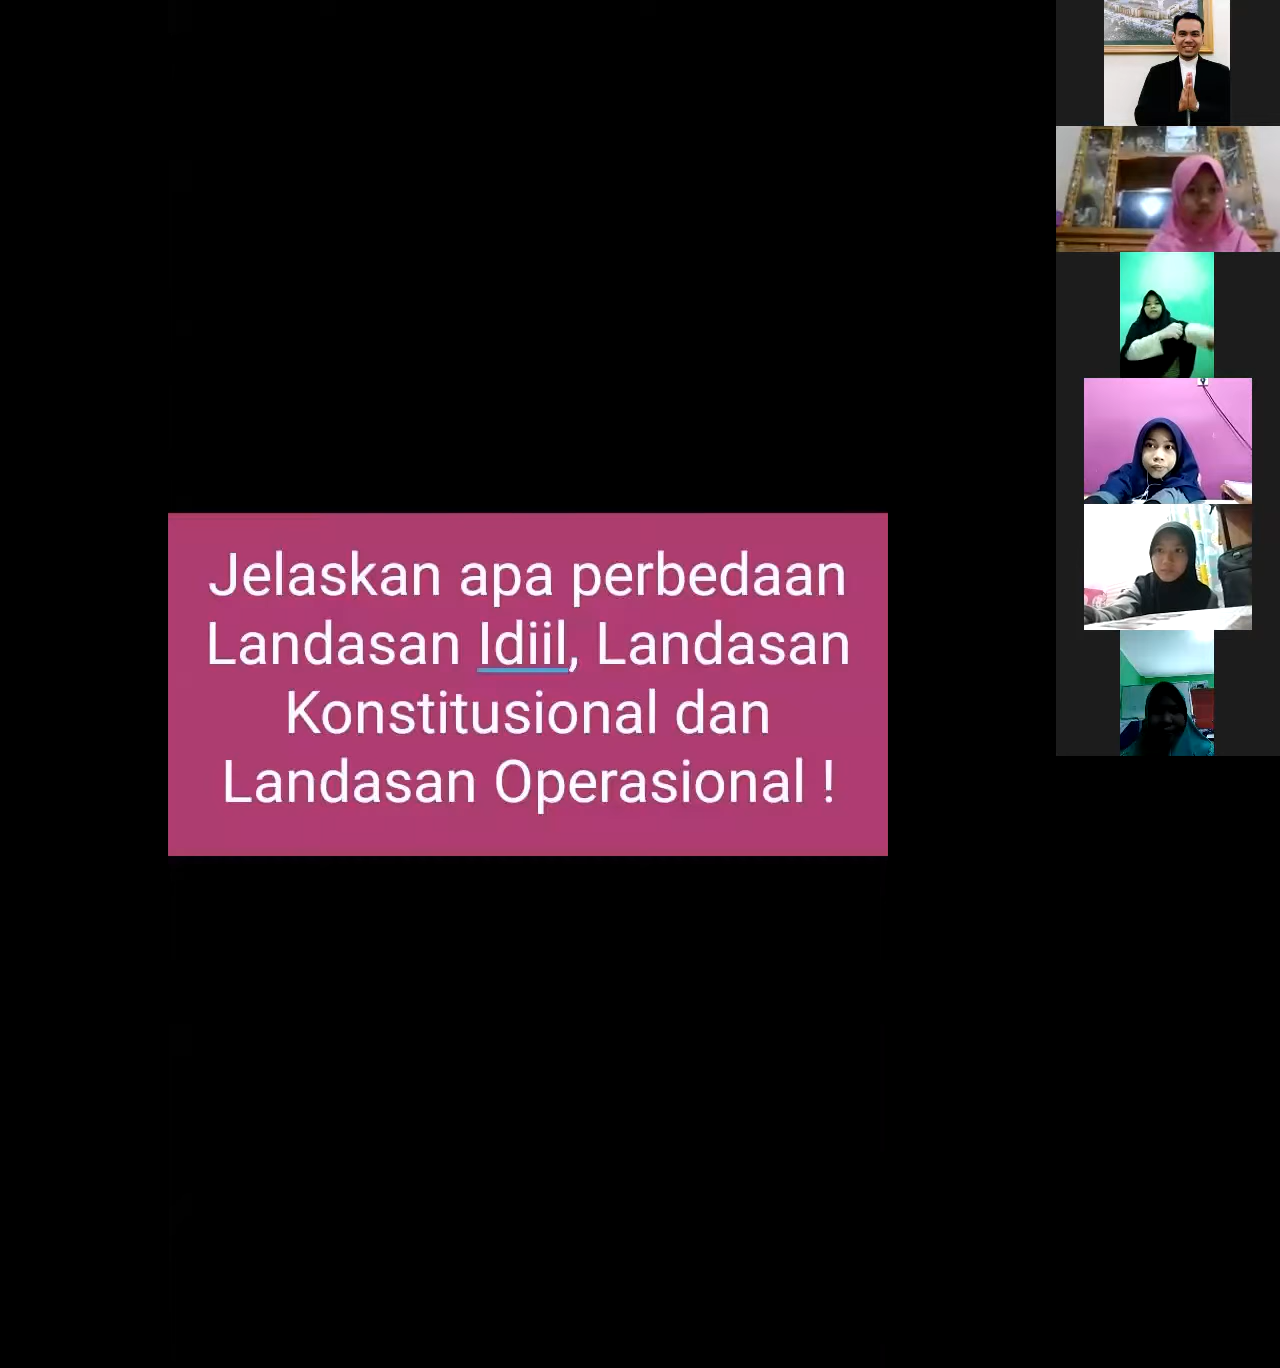 Jelaskan apa perbedaan
Landasan Idiil, Landasan
Konstitusional dan
Landasan Operasional !